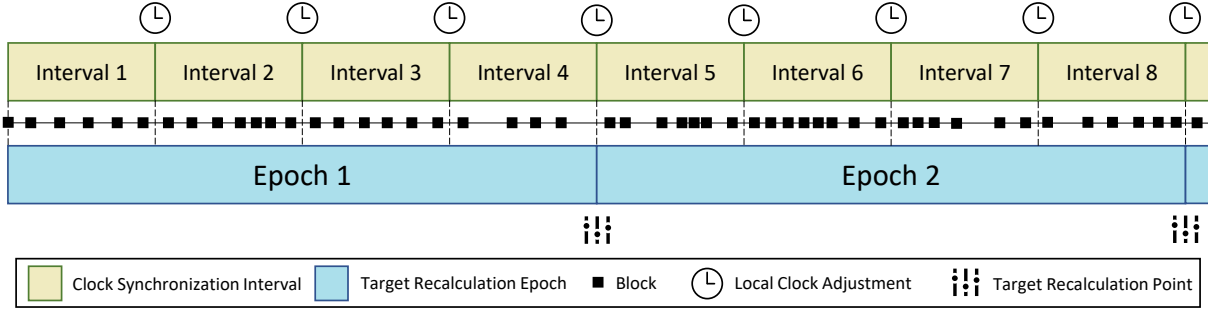 Interval 1 Interval 2 Interval 3 Interval 4 Interval 5 Interval 6 Interval 7 Interval 8
Epoch 1 Epoch 2
Clock Synchronization Interval Target Recalculation Epoch Block Local Clock Adjustment Target Recalculation Point